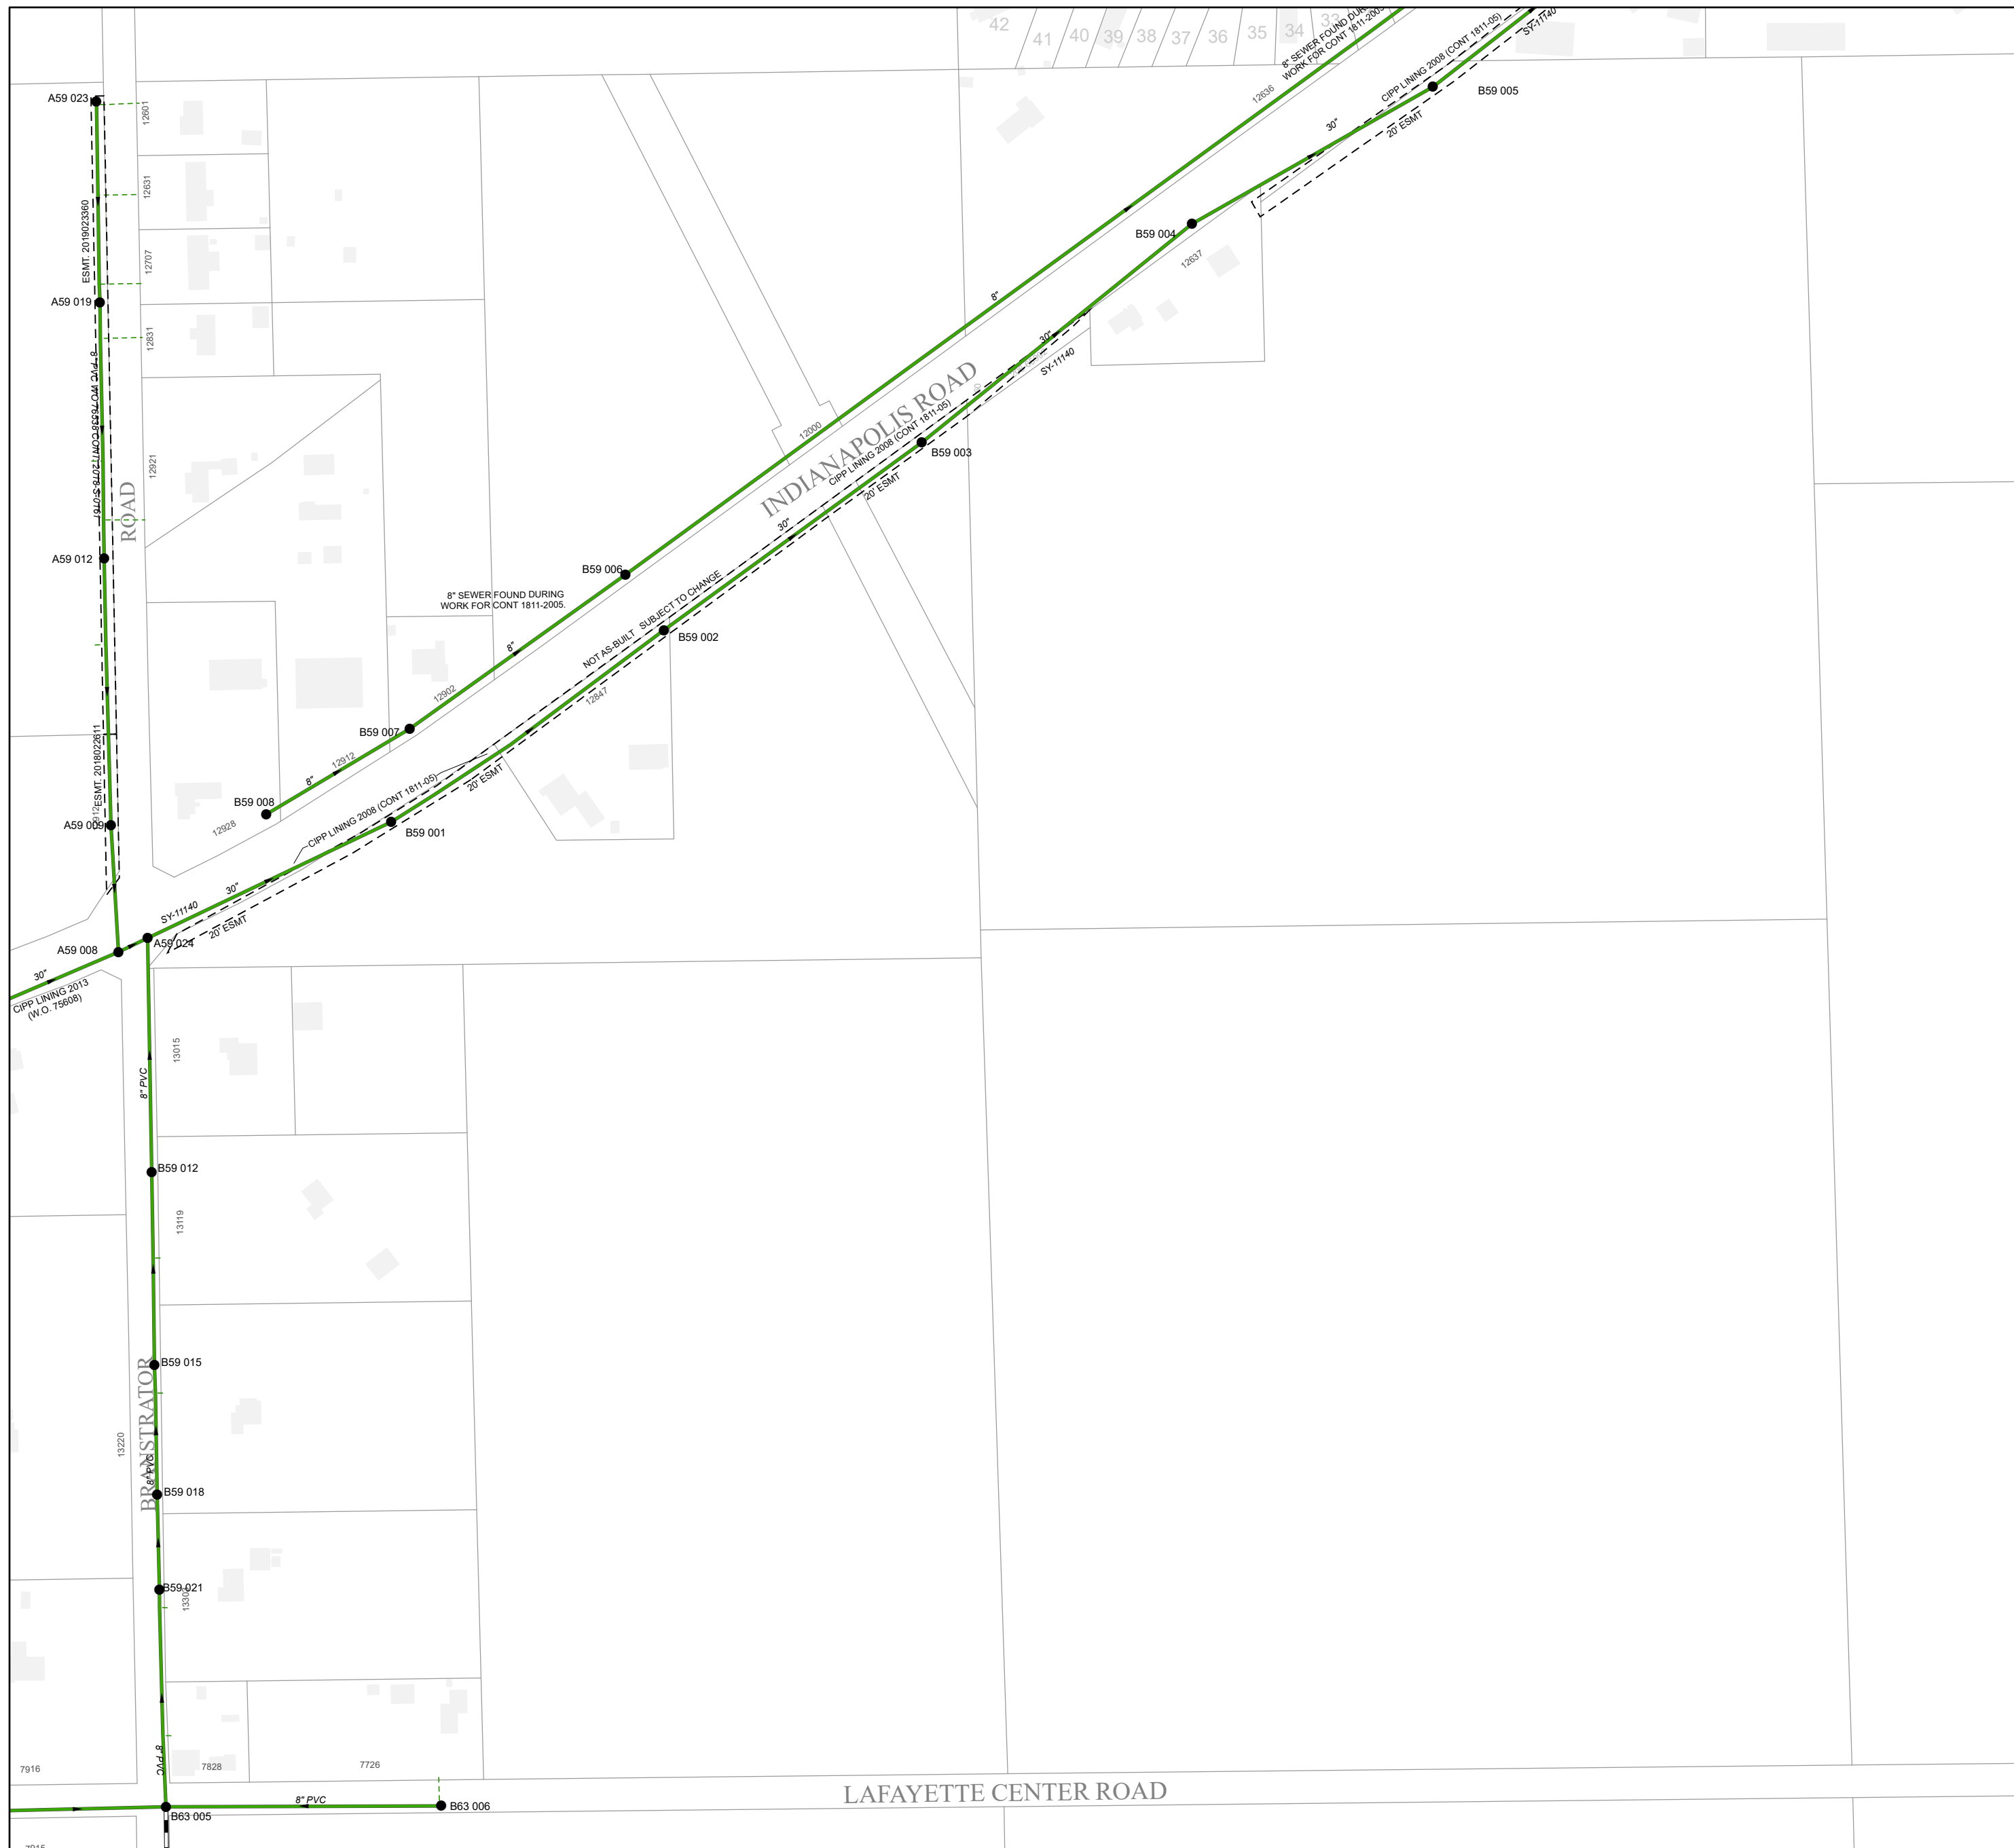 42
41
40
39
38
37
36
35
34
33
8" SEWER FOUND DURING
WORK FOR CONT 1811-2005.
CIPP LINING 2008 (CONT 1811-05)
SY-11140
B59 005
30"
20' ESMT
12636
A59 023
12601
12631
ESMT. 2019023360
12707
A59 019
12831
B59 004
12637
8"
30"
SY-11140
INDIANAPOLIS ROAD
CIPP LINING 2008 (CONT 1811-05)
12000
B59 003
20' ESMT
30"
12921
ROAD
A59 012
B59 006
8" SEWER FOUND DURING
WORK FOR CONT 1811-2005.
NOT AS-BUILT SUBJECT TO CHANGE
B59 002
8"
12902
12847
B59 007
12912
8"
B59 008
12928
ESMT. 2018022611
A59 009
CIPP LINING 2008 (CONT 1811-05)
20' ESMT
B59 001
30"
SY-11140
20' ESMT
A59 024
A59 008
30"
CIPP LINING 2013
(W.O. 75608)
13015
8" PVC
B59 012
13119
B59 015
BRANSTRATOR
13220
8" PVC
B59 018
B59 021
8" PVC
7916
7828
7726
LAFAYETTE CENTER ROAD
8" PVC
B63 006
B63 005